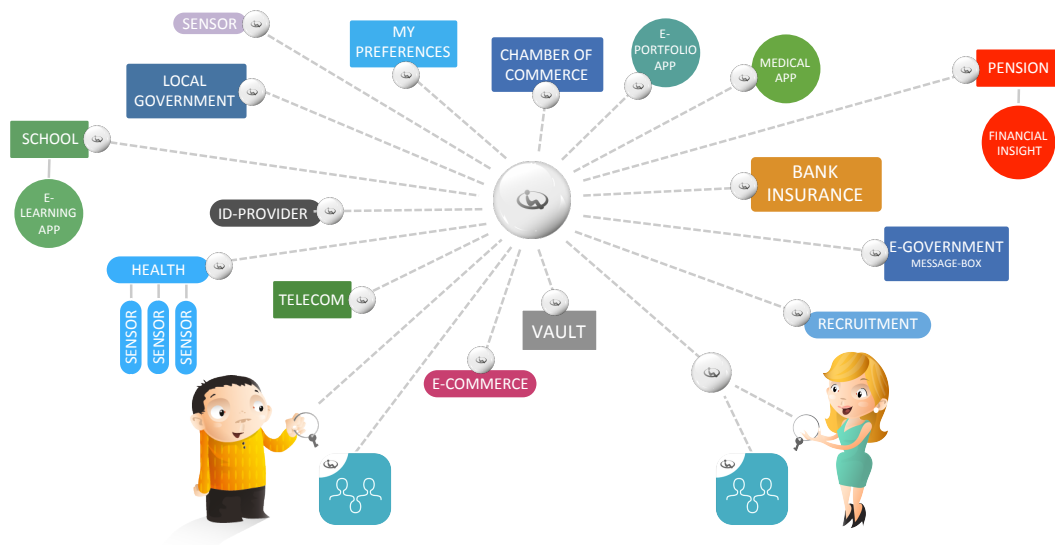 SENSOR
MY
PREFERENCES
CHAMBER OF
COMMERCE
E-
PORTFOLIO
APP
MEDICAL
APP
PENSION
LOCAL
GOVERNMENT
SCHOOL
FINANCIAL
INSIGHT
BANK
INSURANCE
E-
LEARNING
APP
ID-PROVIDER
E-GOVERNMENT
MESSAGE-BOX
HEALTH
TELECOM
SENSOR
SENSOR
SENSOR
VAULT
RECRUITMENT
E-COMMERCE